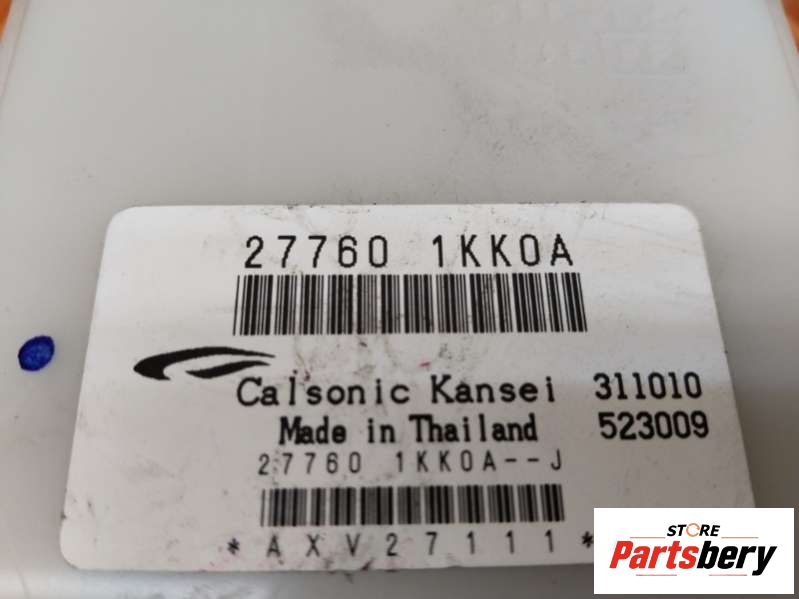 27760 1KK0A
Calsonic Kansei 311010
Made in Thailand 523009
27760 1KK0A--J
*AXV27111*
STORE
Partsbery